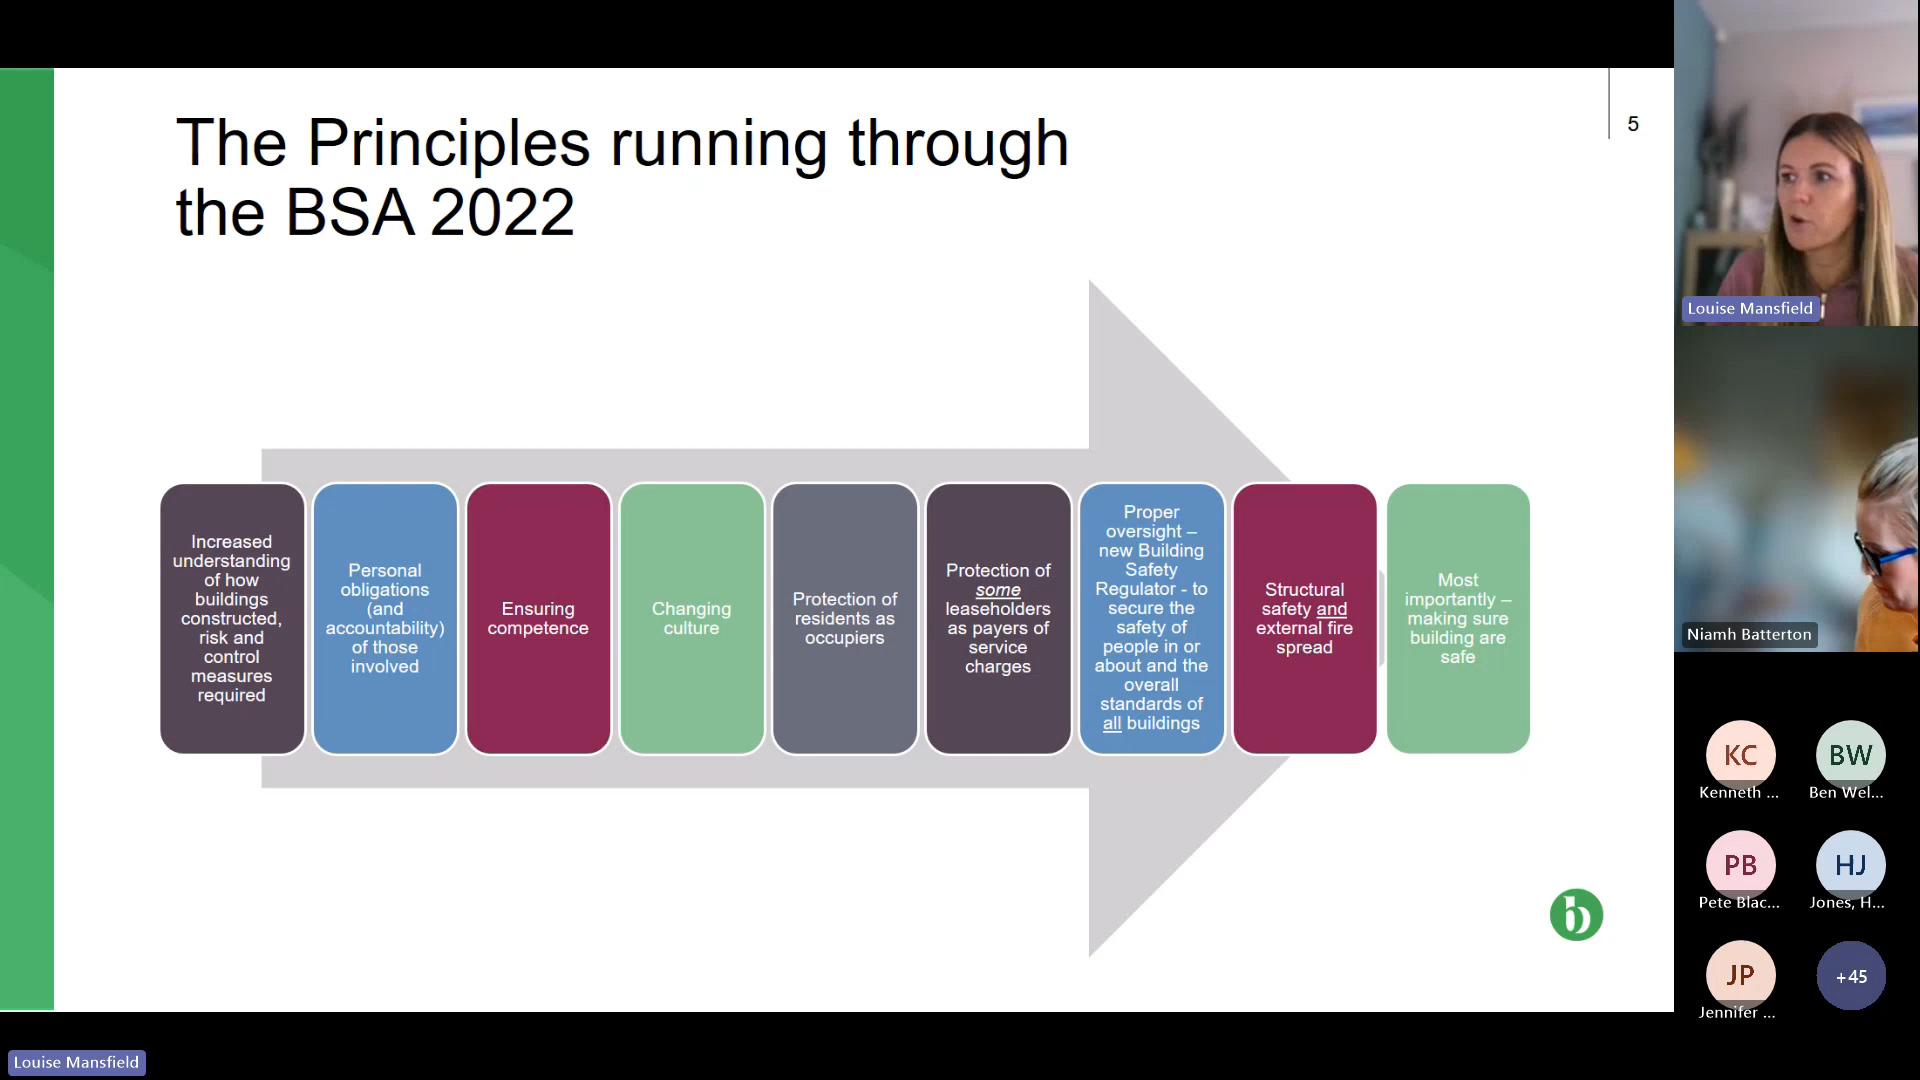 The Principles running through
the BSA 2022
5
Increased
understanding
of how
buildings
constructed,
risk and
control
measures
required
Personal
obligations
(and
accountability)
of those
involved
Ensuring
competence
Changing
culture
Protection of
residents as
occupiers
Protection of
some
leaseholders
as payers of
service
charges
Proper
oversight –
new Building
Safety
Regulator - to
secure the
safety of
people in or
about and the
overall
standards of
all buildings
Structural
safety and
external fire
spread
Most
importantly –
making sure
building are
safe
b
Louise Mansfield
Niamh Batterton
KC
Kenneth ...
BW
Ben Wel...
PB
Pete Blac...
HJ
Jones, H...
JP
Jennifer ...
+45
Louise Mansfield